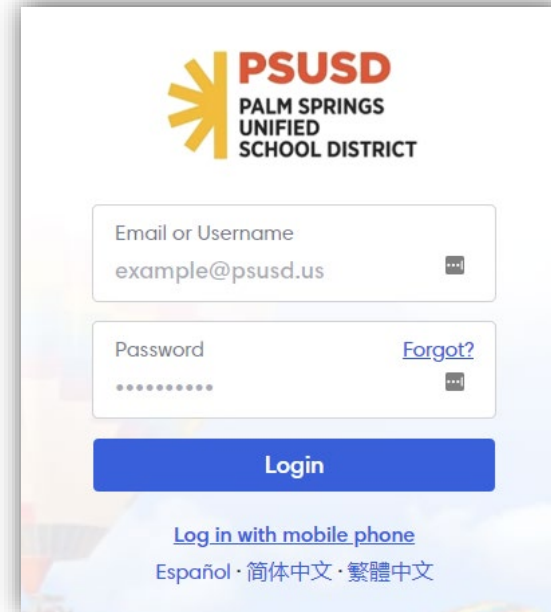 PSUSD
PALM SPRINGS
UNIFIED
SCHOOL DISTRICT
Email or Username
example@psusd.us
Password Forgot?
••••••••••
Login
Log in with mobile phone
Español · 简体中文 · 繁體中文